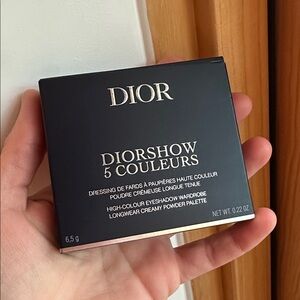 DIOR
DIORSHOW
5 COULEURS
DRESSING DE FARDS À PAUPIÈRES HAUTE COULEUR
POUDRE CRÉMEUSE LONGUE TENUE
HIGH-COLOUR EYESHADOW WARDROBE
LONGWEAR CREAMY POWDER PALETTE
6,5 g
NET WT. 0.22 OZ